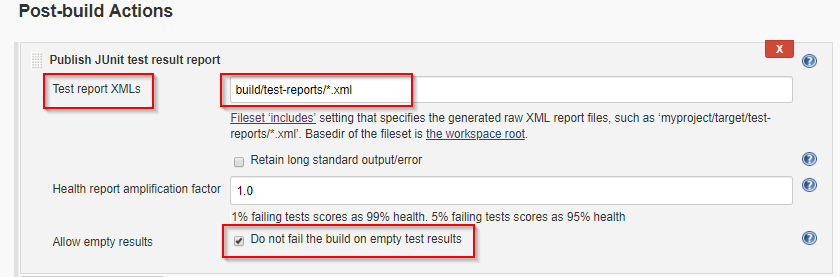 Post-build Actions
X
Publish JUnit test result report
Test report XMLs
build/test-reports/*.xml
Fileset 'includes' setting that specifies the generated raw XML report files, such as 'myproject/target/test-
reports/*.xml'. Basedir of the fileset is the workspace root.
Retain long standard output/error
Health report amplification factor
1.0
1% failing tests scores as 99% health. 5% failing tests scores as 95% health
Allow empty results
Do not fail the build on empty test results